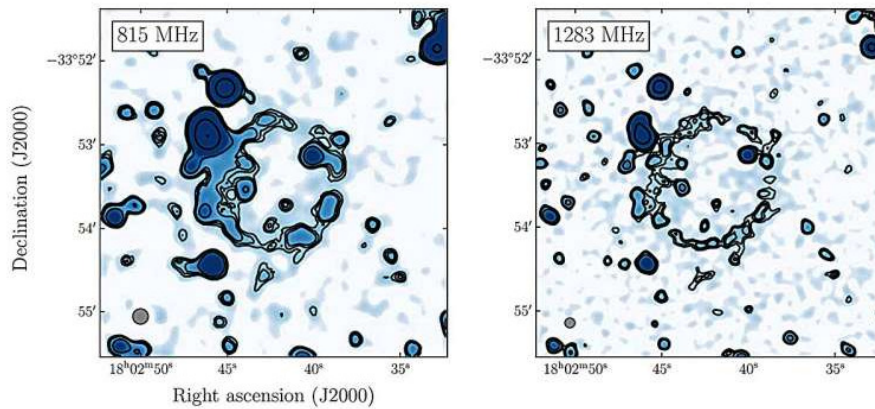 815 MHz
1283 MHz
Declination (J2000)
−33°52′
53′
54′
55′
−33°52′
53′
54′
55′
18ʰ02ᵐ50ˢ
45ˢ
40ˢ
35ˢ
18ʰ02ᵐ50ˢ
45ˢ
40ˢ
35ˢ
Right ascension (J2000)